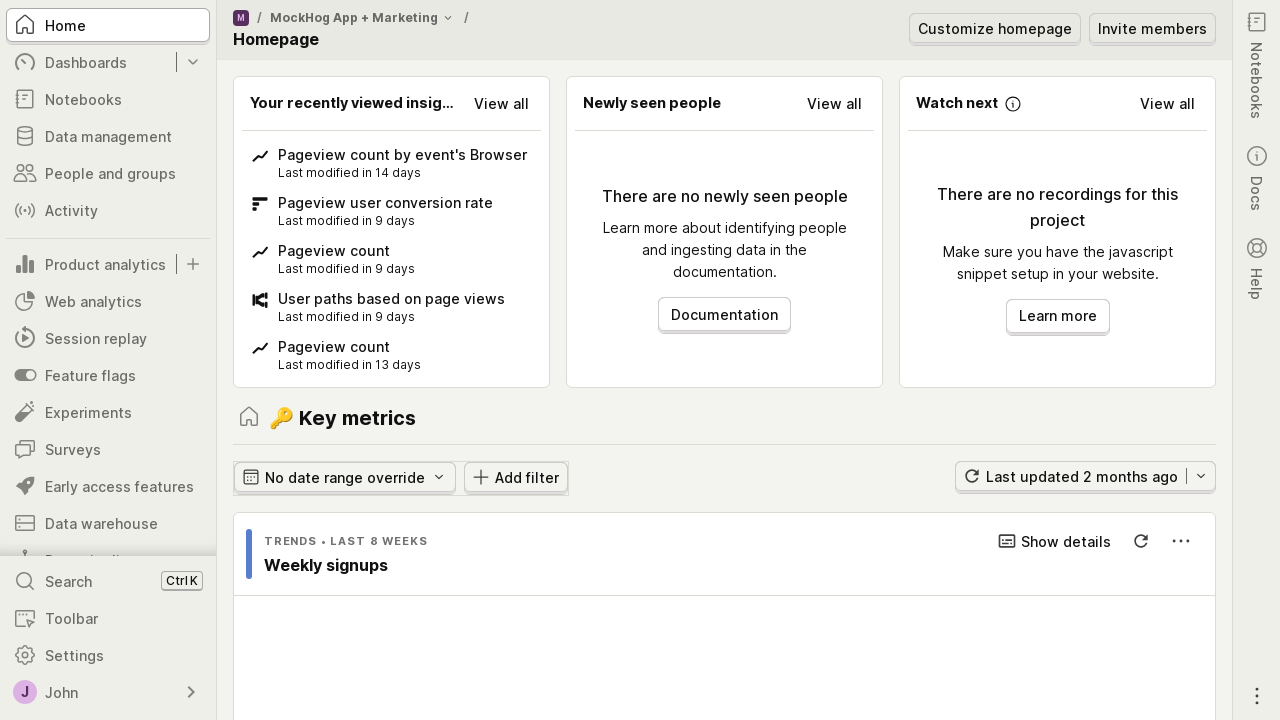 Home
Dashboards
Notebooks
Data management
People and groups
Activity
Product analytics
Web analytics
Session replay
Feature flags
Experiments
Surveys
Early access features
Data warehouse
Search Ctrl K
Toolbar
Settings
J John
M / MockHog App + Marketing /
Homepage
Customize homepage
Invite members
Your recently viewed insig... View all
Pageview count by event's Browser
Last modified in 14 days
Pageview user conversion rate
Last modified in 9 days
Pageview count
Last modified in 9 days
User paths based on page views
Last modified in 9 days
Pageview count
Last modified in 13 days
Newly seen people View all
There are no newly seen people
Learn more about identifying people
and ingesting data in the
documentation.
Documentation
Watch next View all
There are no recordings for this
project
Make sure you have the javascript
snippet setup in your website.
Learn more
🔑 Key metrics
No date range override
Add filter
Last updated 2 months ago
TRENDS • LAST 8 WEEKS
Weekly signups
Show details
Notebooks
Docs
Help